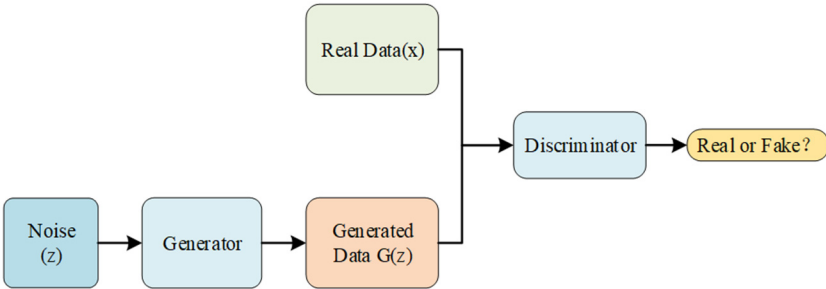 Real Data(x)
Discriminator
Real or Fake?
Noise
(z)
Generator
Generated
Data G(z)